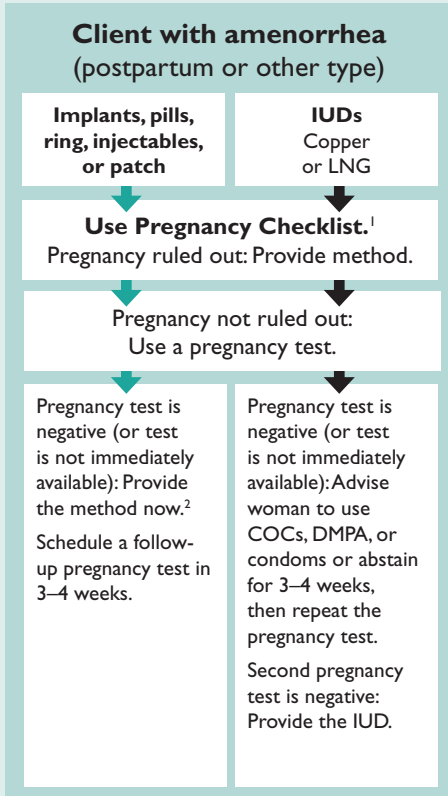 Client with amenorrhea
(postpartum or other type)
Implants, pills,
ring, injectables,
or patch
IUDs
Copper
or LNG
Use Pregnancy Checklist.¹
Pregnancy ruled out: Provide method.
Pregnancy not ruled out:
Use a pregnancy test.
Pregnancy test is
negative (or test
is not immediately
available): Provide
the method now.²
Schedule a follow-
up pregnancy test in
3–4 weeks.
Pregnancy test is
negative (or test
is not immediately
available): Advise
woman to use
COCs, DMPA, or
condoms or abstain
for 3–4 weeks,
then repeat the
pregnancy test.
Second pregnancy
test is negative:
Provide the IUD.